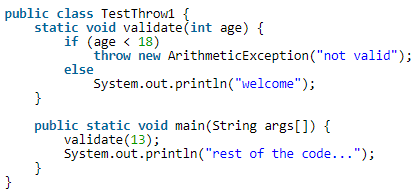 public class TestThrow1 {
    static void validate(int age) {
        if (age < 18)
            throw new ArithmeticException("not valid");
        else
            System.out.println("welcome");
    }

    public static void main(String args[]) {
        validate(13);
        System.out.println("rest of the code...");
    }
}